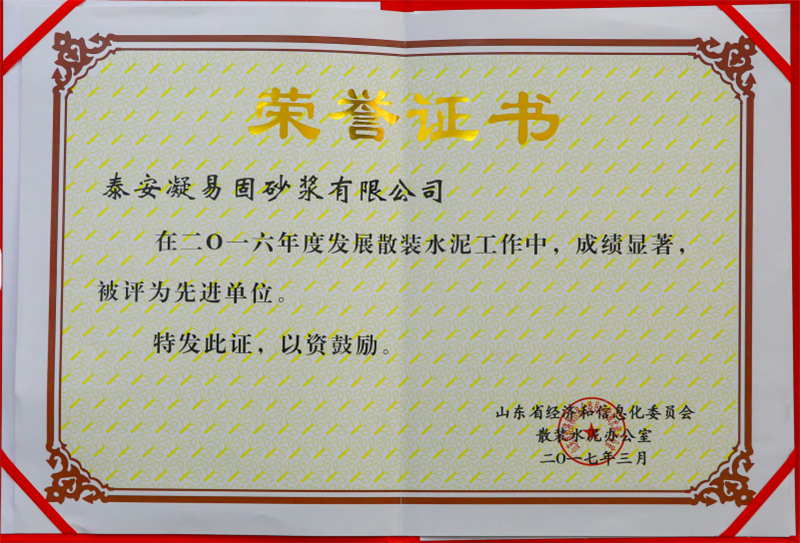 荣誉证书
泰安凝易固砂浆有限公司
在二O一六年度发展散装水泥工作中，成绩显著，
被评为先进单位。
特发此证，以资鼓励。
山东省经济和信息化委员会
散装水泥办公室
二O一七年三月